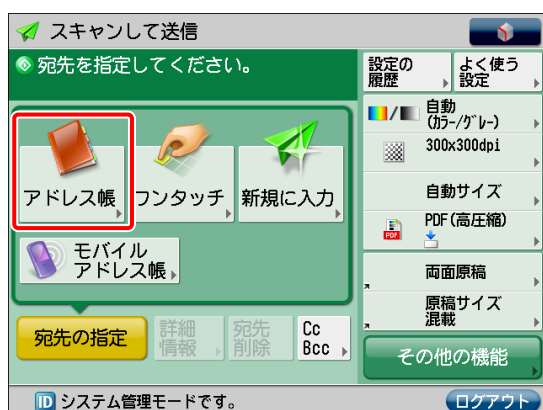 スキャンして送信
宛先を指定してください。
設定の
履歴
よく使う
設定
自動
(カラー/グレー)
300x300dpi
アドレス帳
ワンタッチ
新規に入力
自動サイズ
PDF(高圧縮)
PDF
モバイル
アドレス帳
両面原稿
原稿サイズ
混載
宛先の指定
詳細
情報
宛先
削除
Cc
Bcc
その他の機能
ID システム管理モードです。
ログアウト